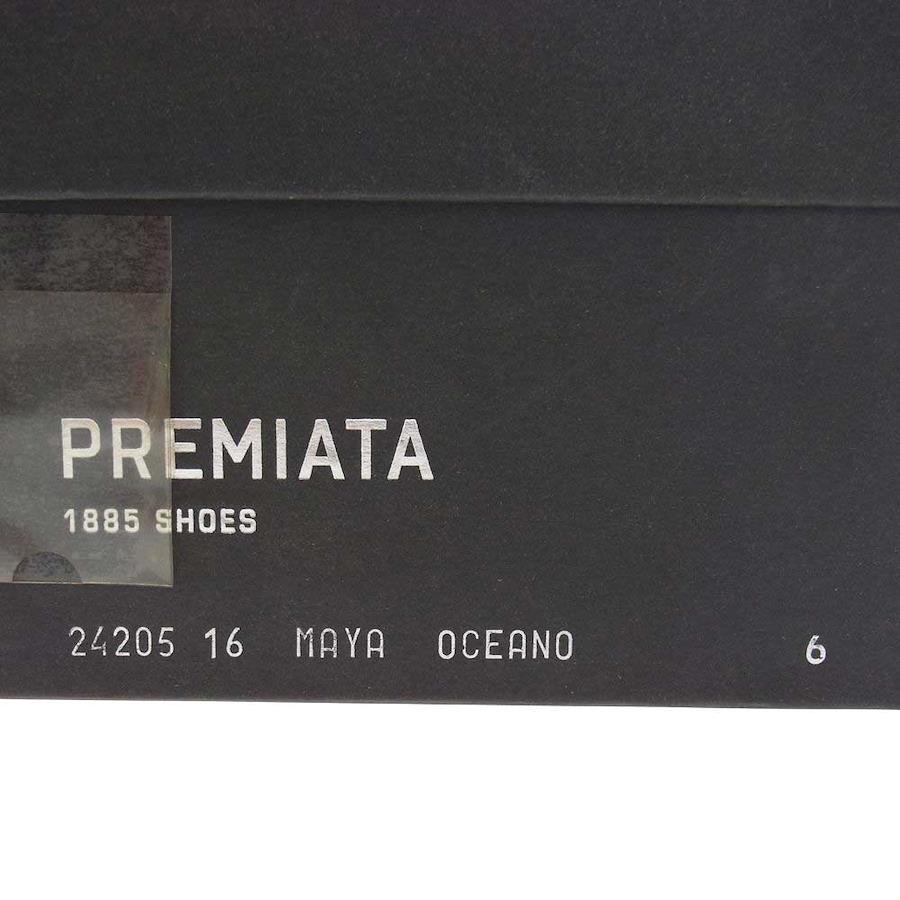 PREMIATA
1885 SHOES
24205 16 MAYA OCEANO 6